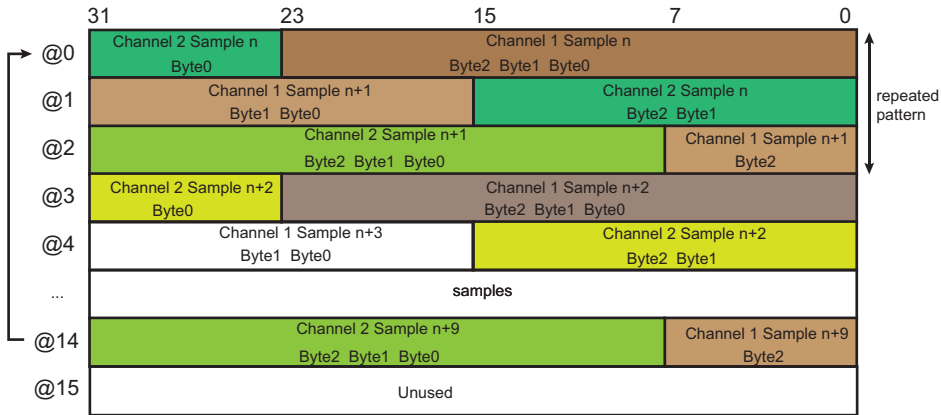 31 23 15 7 0
@0 Channel 2 Sample n Channel 1 Sample n
Byte0 Byte2 Byte1 Byte0
@1 Channel 1 Sample n+1 Channel 2 Sample n
Byte1 Byte0 Byte2 Byte1
repeated
pattern
@2 Channel 2 Sample n+1 Channel 1 Sample n+1
Byte2 Byte1 Byte0 Byte2
@3 Channel 2 Sample n+2 Channel 1 Sample n+2
Byte0 Byte2 Byte1 Byte0
@4 Channel 1 Sample n+3 Channel 2 Sample n+2
Byte1 Byte0 Byte2 Byte1
... samples
@14 Channel 2 Sample n+9 Channel 1 Sample n+9
Byte2 Byte1 Byte0 Byte2
@15 Unused